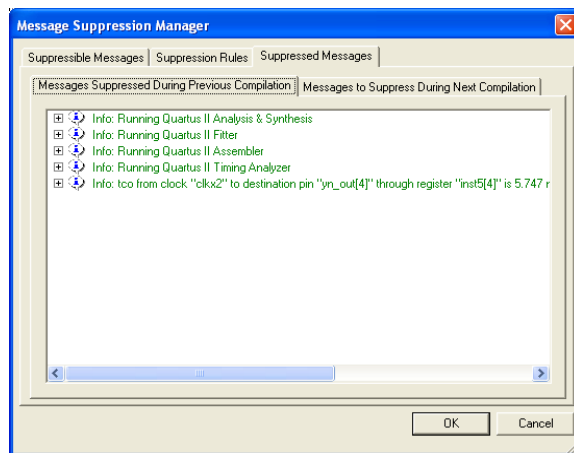 Message Suppression Manager
Suppressible Messages Suppression Rules Suppressed Messages
Messages Suppressed During Previous Compilation Messages to Suppress During Next Compilation
Info: Running Quartus II Analysis & Synthesis
Info: Running Quartus II Fitter
Info: Running Quartus II Assembler
Info: Running Quartus II Timing Analyzer
Info: tco from clock "clkx2" to destination pin "yn_out[4]" through register "inst5[4]" is 5.747 r
OK Cancel